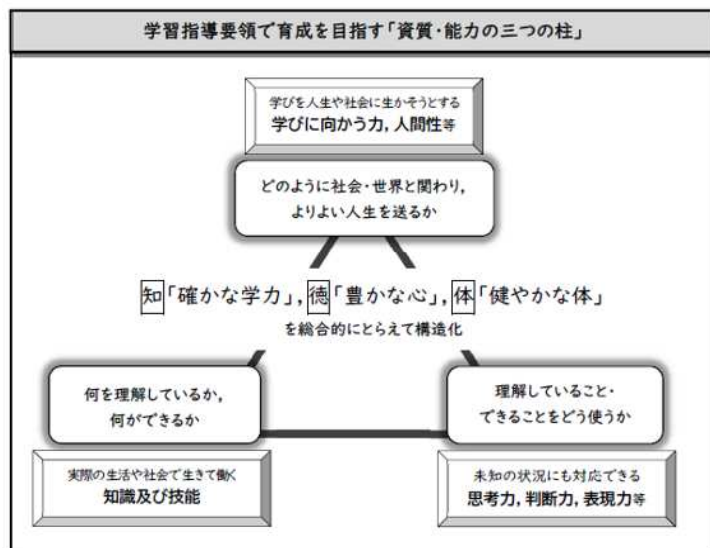 学習指導要領で育成を目指す「資質・能力の三つの柱」
学びを人生や社会に生かそうとする
学びに向かう力，人間性等
どのように社会・世界と関わり，
よりよい人生を送るか
知「確かな学力」，徳「豊かな心」，体「健やかな体」
を総合的にとらえて構造化
何を理解しているか，
何ができるか
実際の生活や社会で生きて働く
知識及び技能
理解していること・
できることをどう使うか
未知の状況にも対応できる
思考力，判断力，表現力等